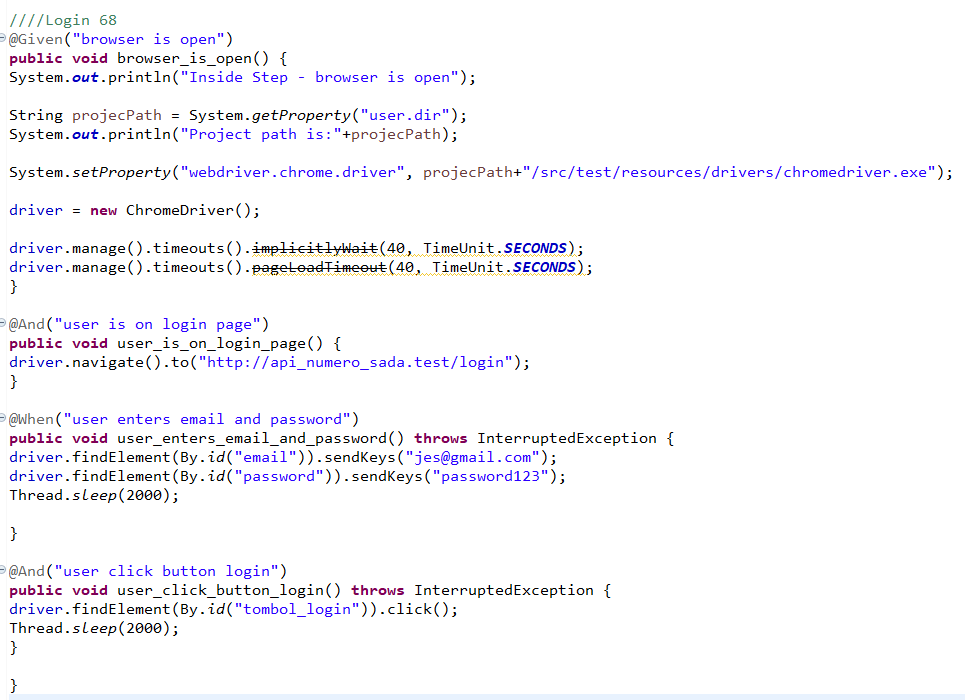 ////Login 68
@Given("browser is open")
public void browser_is_open() {
System.out.println("Inside Step - browser is open");
String projecPath = System.getProperty("user.dir");
System.out.println("Project path is:"+projecPath);
System.setProperty("webdriver.chrome.driver", projecPath+"/src/test/resources/drivers/chromedriver.exe");
driver = new ChromeDriver();
driver.manage().timeouts().implicitlyWait(40, TimeUnit.SECONDS);
driver.manage().timeouts().pageLoadTimeout(40, TimeUnit.SECONDS);
}
@And("user is on login page")
public void user_is_on_login_page() {
driver.navigate().to("http://api_numero_sada.test/login");
}
@When("user enters email and password")
public void user_enters_email_and_password() throws InterruptedException {
driver.findElement(By.id("email")).sendKeys("jes@gmail.com");
driver.findElement(By.id("password")).sendKeys("password123");
Thread.sleep(2000);
}
@And("user click button login")
public void user_click_button_login() throws InterruptedException {
driver.findElement(By.id("tombol_login")).click();
Thread.sleep(2000);
}
}